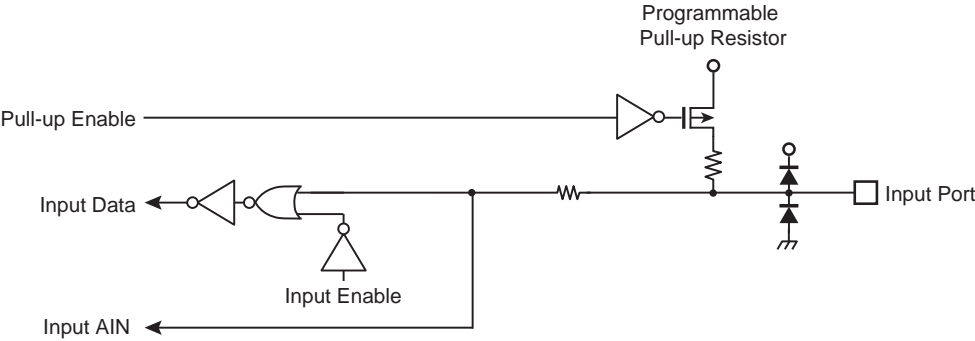 Programmable
Pull-up Resistor
Pull-up Enable
Input Data
Input Port
Input Enable
Input AIN